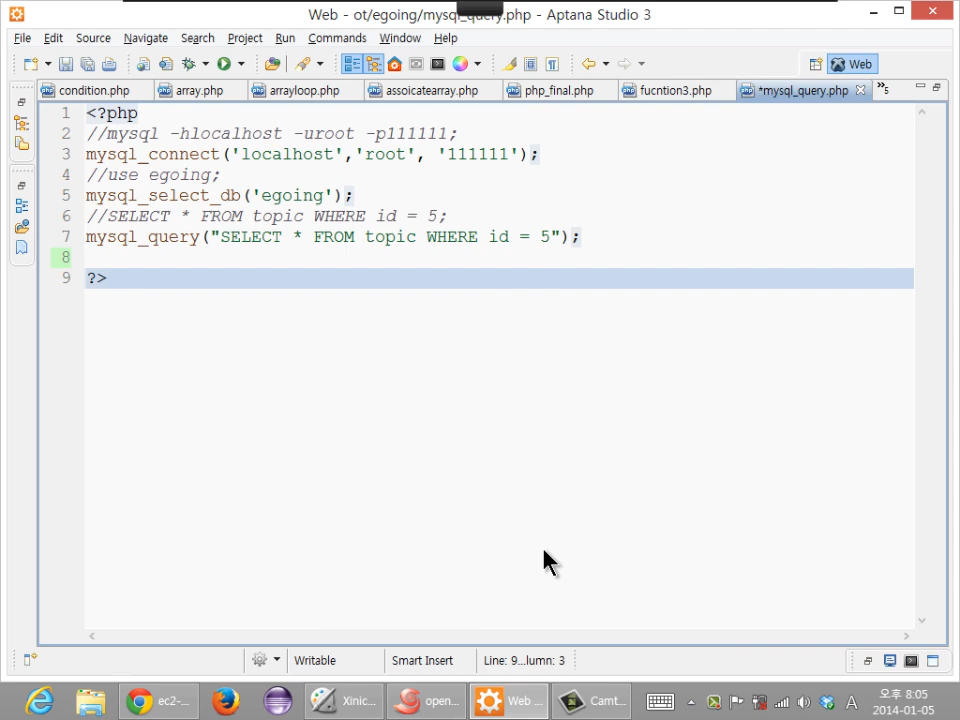 Web - ot/egoing/mysql_query.php - Aptana Studio 3
File Edit Source Navigate Search Project Run Commands Window Help
Web
condition.php array.php arrayloop.php assoicatearray.php php_final.php fucntion3.php *mysql_query.php »5
1 <?php
2 //mysql -hlocalhost -uroot -p111111;
3 mysql_connect('localhost','root', '111111');
4 //use egoing;
5 mysql_select_db('egoing');
6 //SELECT * FROM topic WHERE id = 5;
7 mysql_query("SELECT * FROM topic WHERE id = 5");
8
9 ?>
Writable Smart Insert Line: 9...lumn: 3
ec2-... Xinic... open... Web ... Camt... A 오후 8:05
2014-01-05